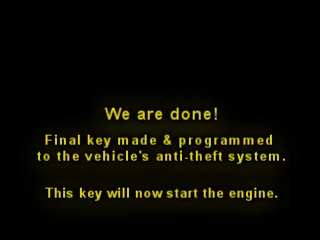 We are done!
Final key made & programmed
to the vehicle's anti-theft system.
This key will now start the engine.